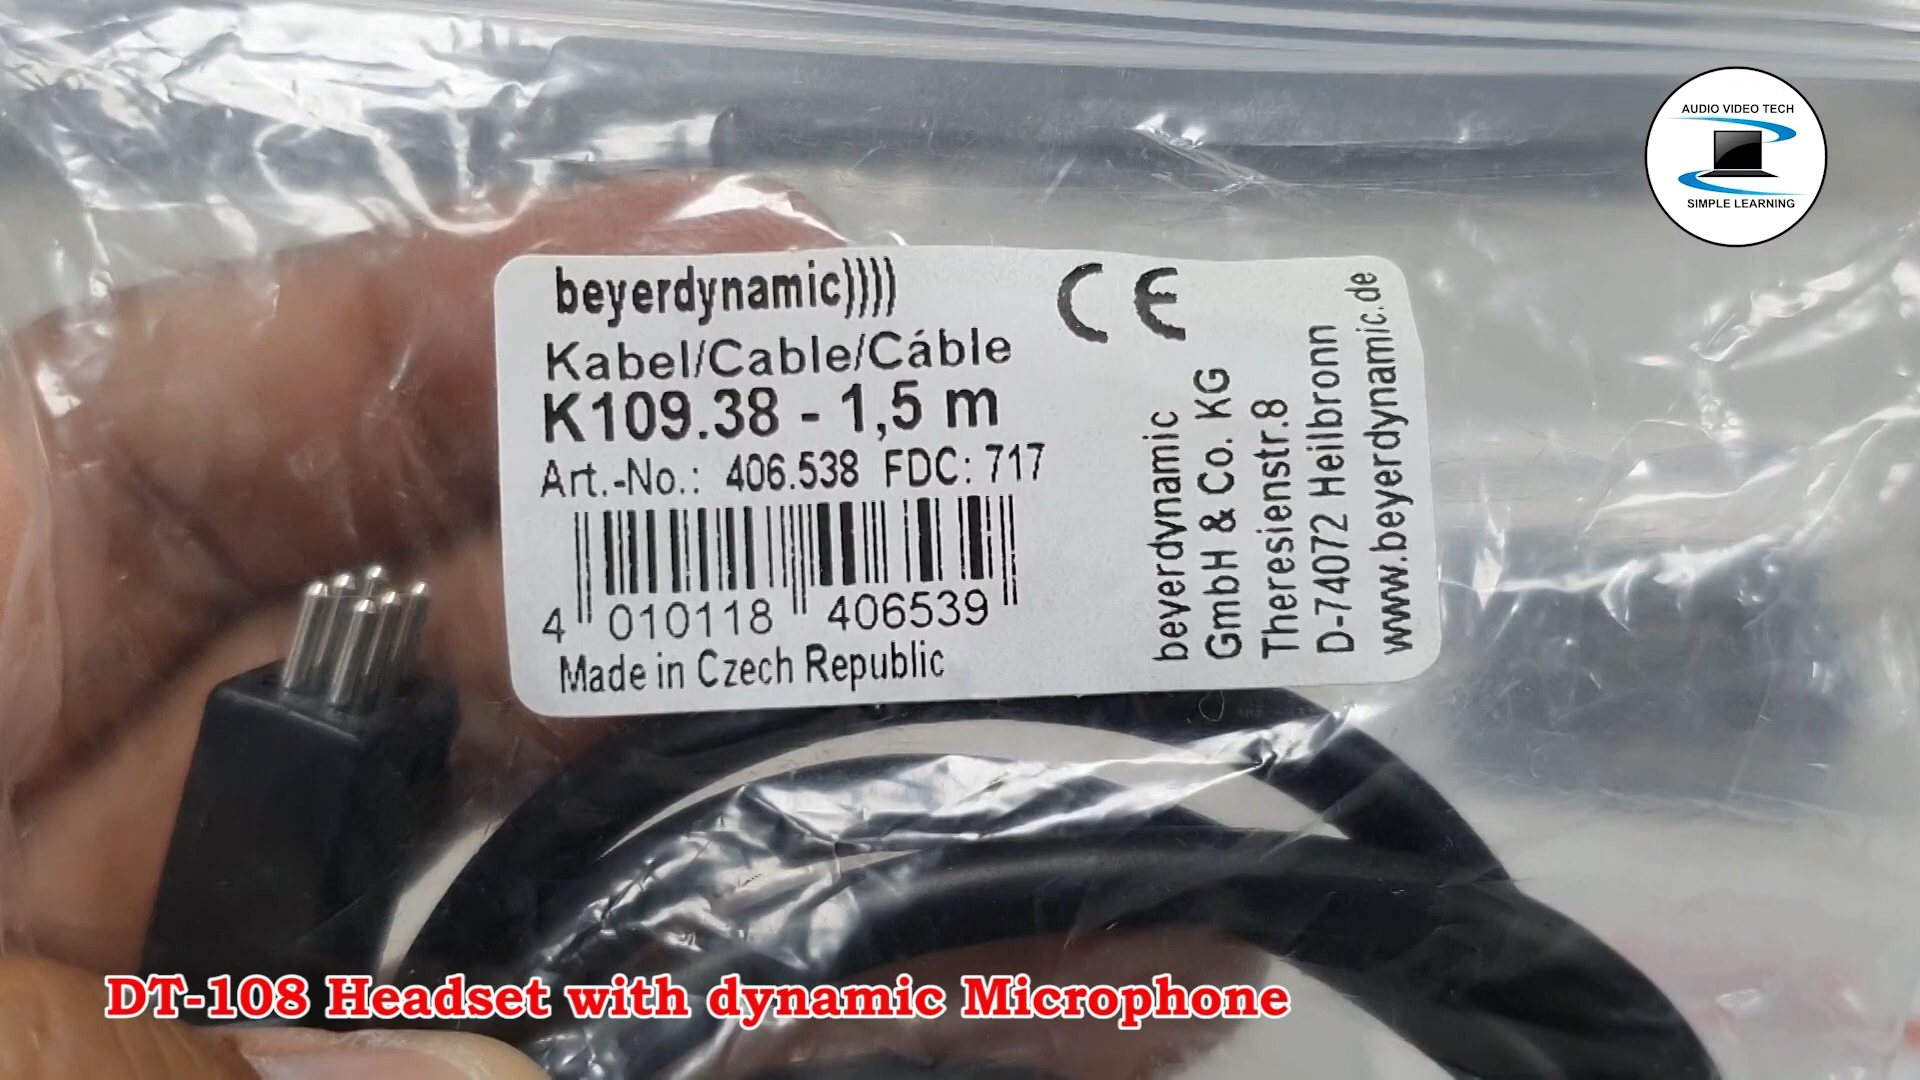 AUDIO VIDEO TECH
SIMPLE LEARNING
beyerdynamic))))
CE
Kabel/Cable/Cáble
K109.38 - 1,5 m
Art.-No.: 406.538 FDC: 717
4 010118 406539
Made in Czech Republic
beyerdynamic
GmbH & Co. KG
Theresienstr.8
D-74072 Heilbronn
www.beyerdynamic.de
DT-108 Headset with dynamic Microphone